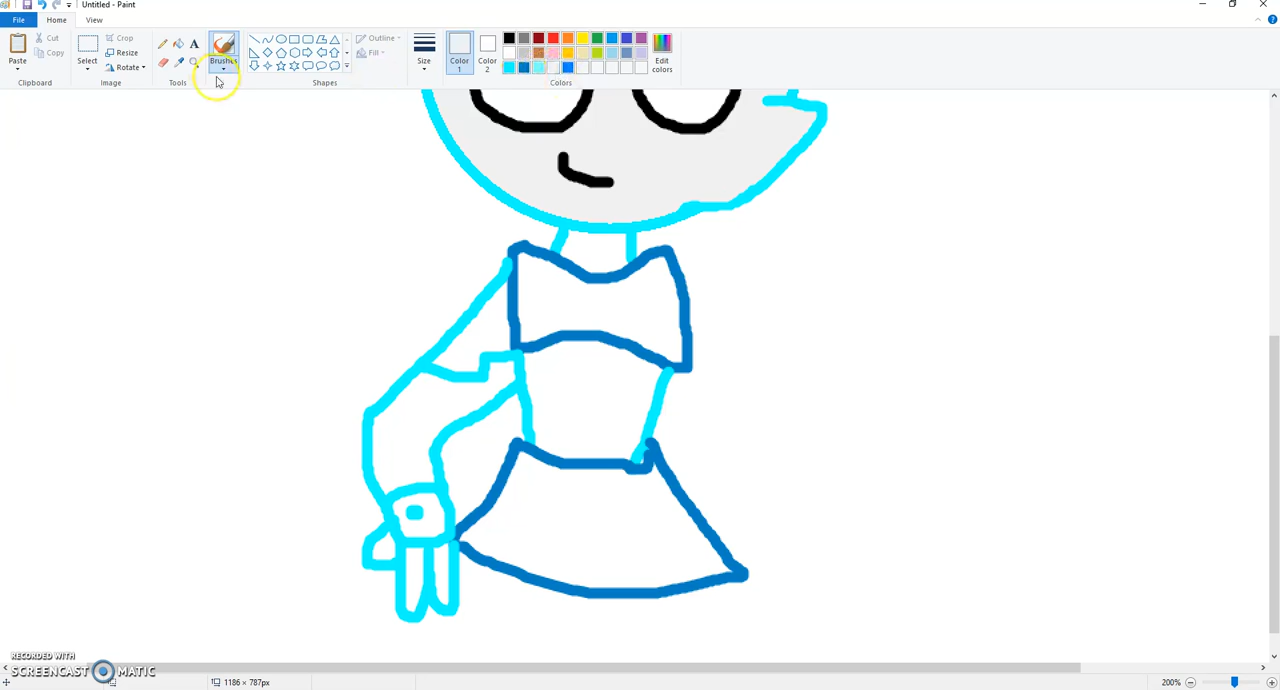 Untitled - Paint
File Home View
Paste Cut Copy Clipboard
Select Crop Resize Rotate Image
A Tools
Brushes
Shapes
Outline Fill
Size
Color 1 Color 2
Edit colors
Colors
RECORDED WITH
SCREENCAST MATIC
1186 × 787px
200%